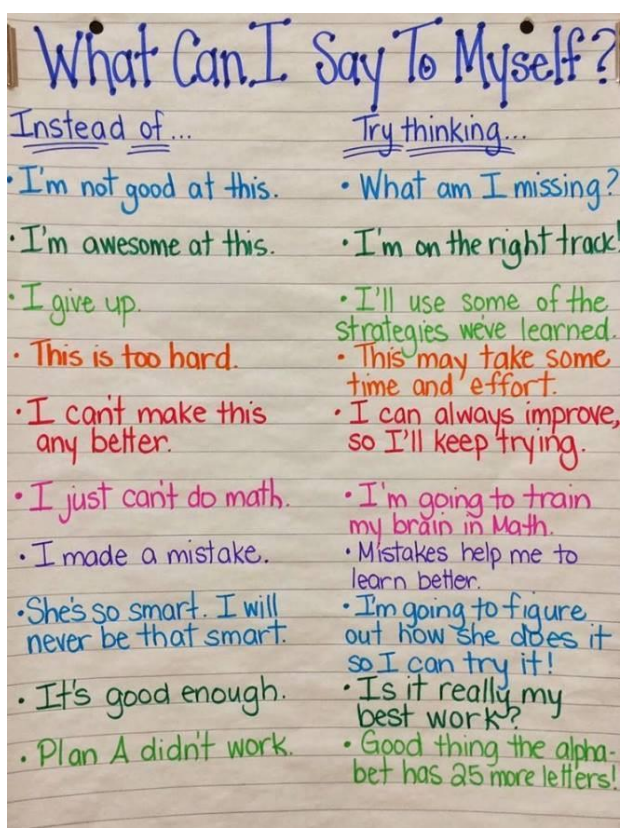 What Can I Say To Myself?
Instead of...
Try thinking...
• I'm not good at this.
• What am I missing?
• I'm awesome at this.
• I'm on the right track!
• I give up.
• I'll use some of the
strategies we've learned.
• This is too hard.
• This may take some
time and effort.
• I can't make this
any better.
• I can always improve,
so I'll keep trying.
• I just can't do math.
• I'm going to train
my brain in Math.
• I made a mistake.
• Mistakes help me to
learn better.
• She's so smart. I will
never be that smart.
• I'm going to figure
out how she does it
so I can try it!
• It's good enough.
• Is it really my
best work?
• Plan A didn't work.
• Good thing the alpha-
bet has 25 more letters!